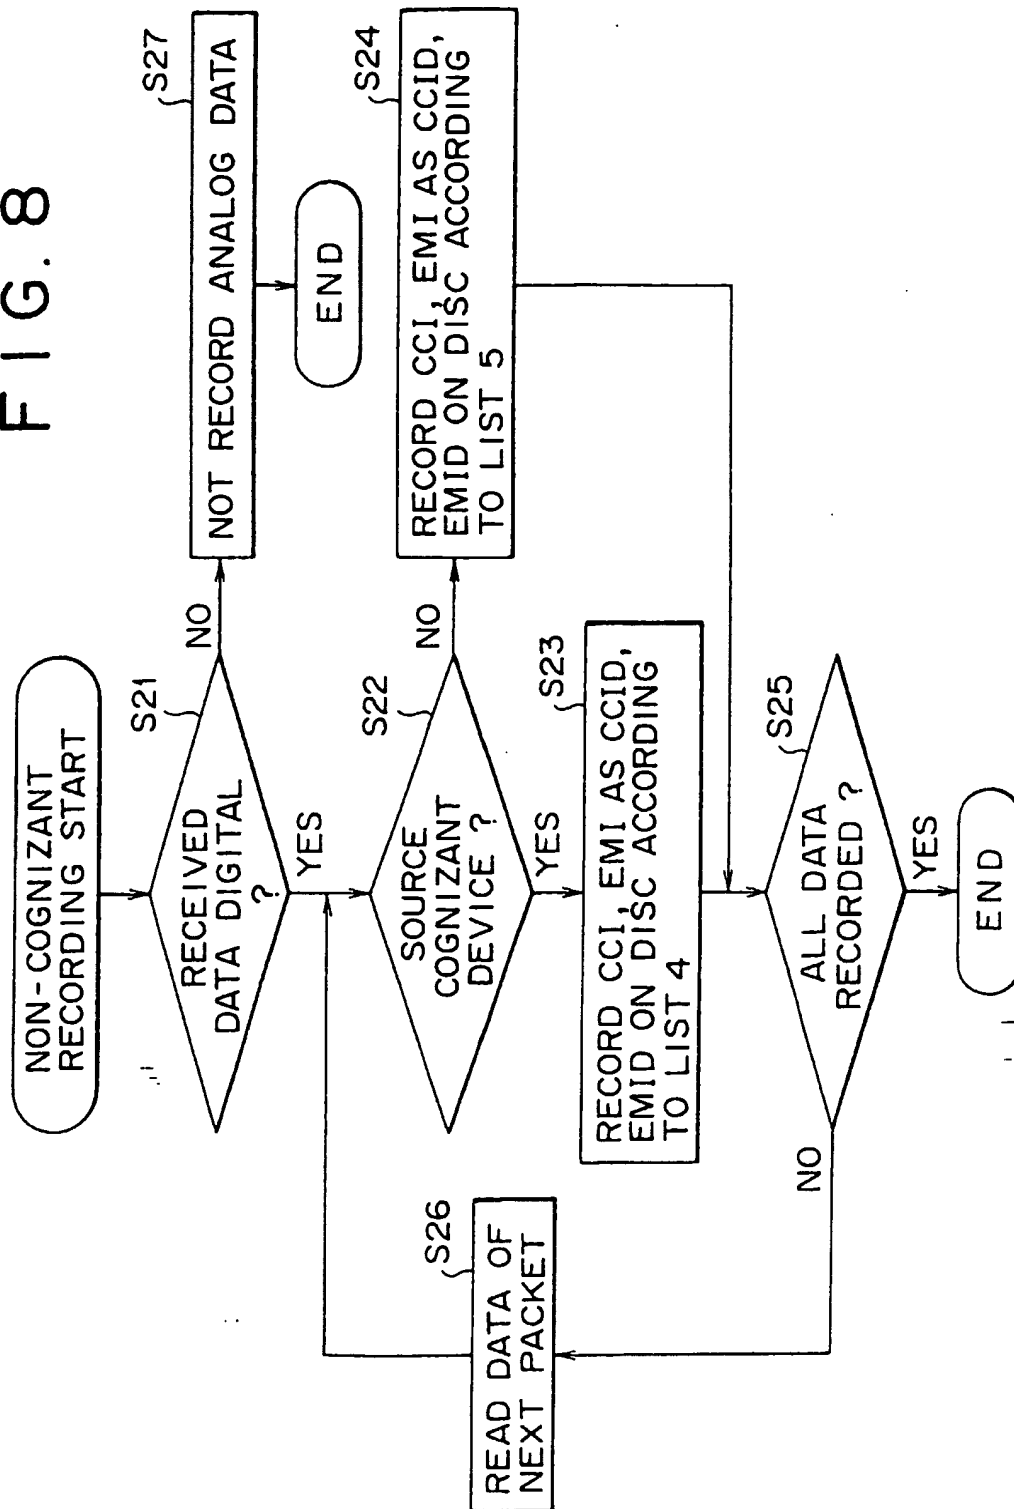 FIG. 8
NON-COGNIZANT
RECORDING START
S21
RECEIVED
DATA DIGITAL
?
NO
S27
NOT RECORD ANALOG DATA
END
YES
S22
SOURCE
COGNIZANT
DEVICE ?
NO
S24
RECORD CCI, EMI AS CCID,
EMID ON DISC ACCORDING
TO LIST 5
YES
S23
RECORD CCI, EMI AS CCID,
EMID ON DISC ACCORDING
TO LIST 4
S25
ALL DATA
RECORDED ?
NO
S26
READ DATA OF
NEXT PACKET
YES
END